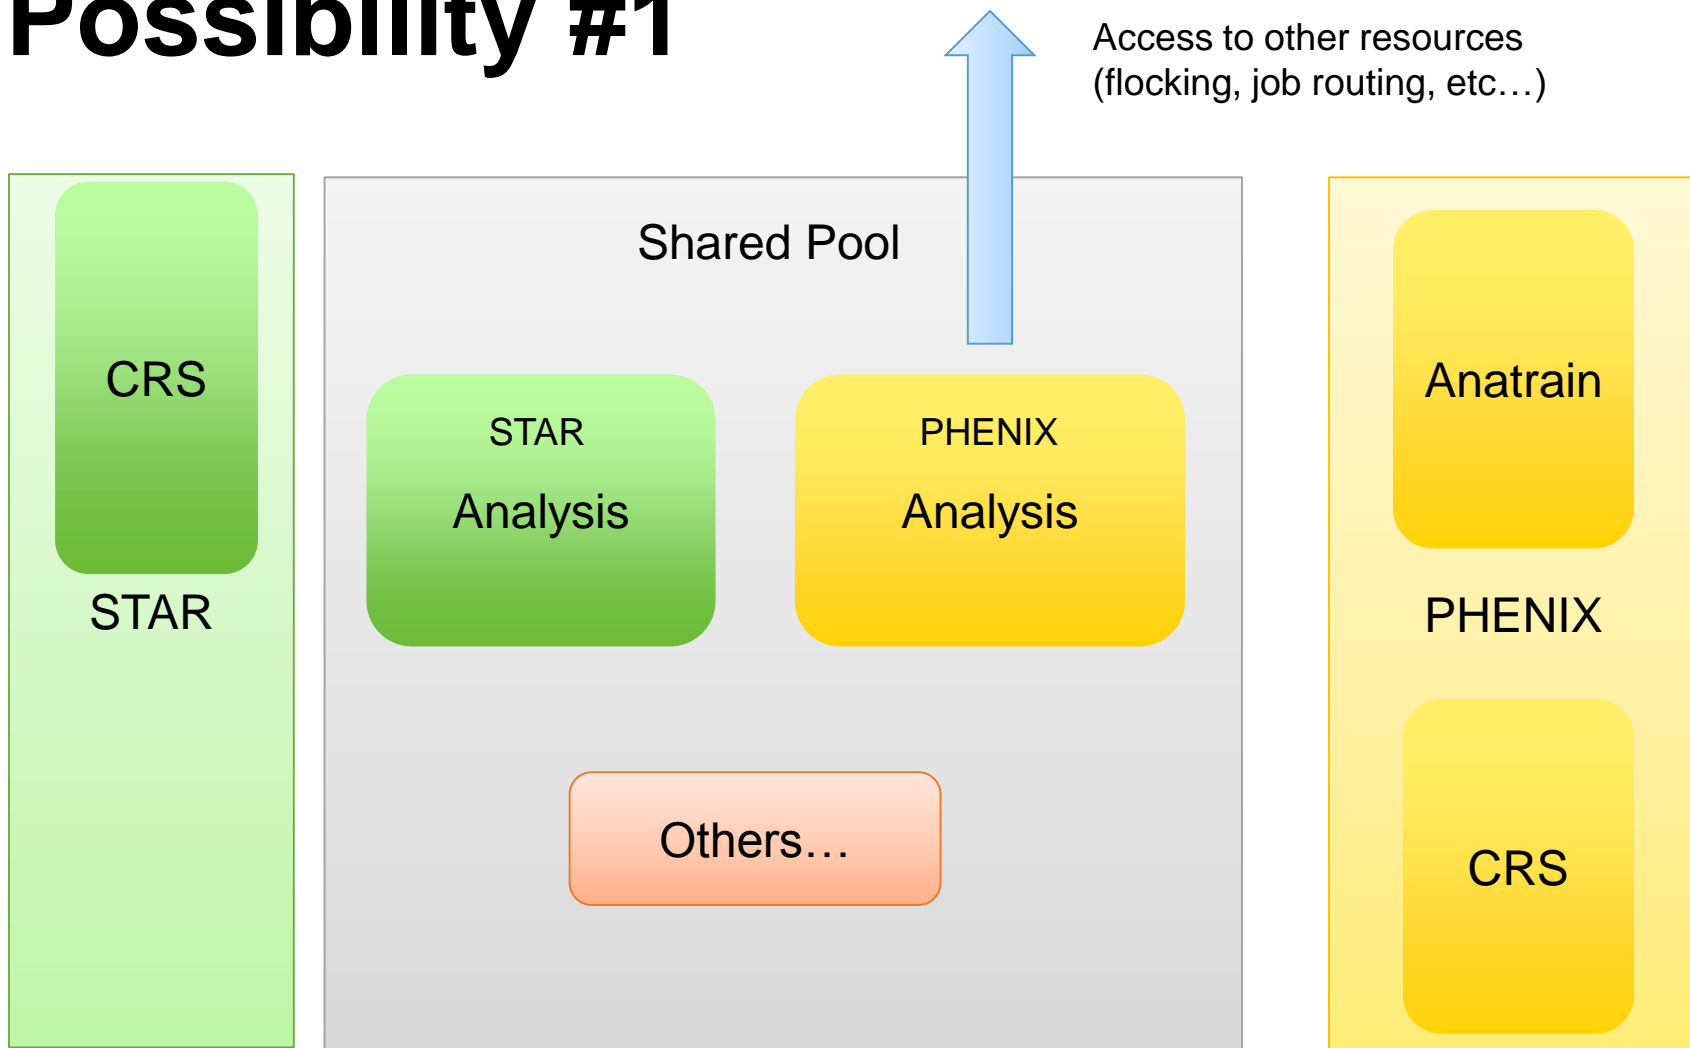 Possibility #1
Access to other resources
(flocking, job routing, etc…)
Shared Pool
CRS
STAR
STAR
Analysis
PHENIX
Analysis
Others…
Anatrain
PHENIX
CRS